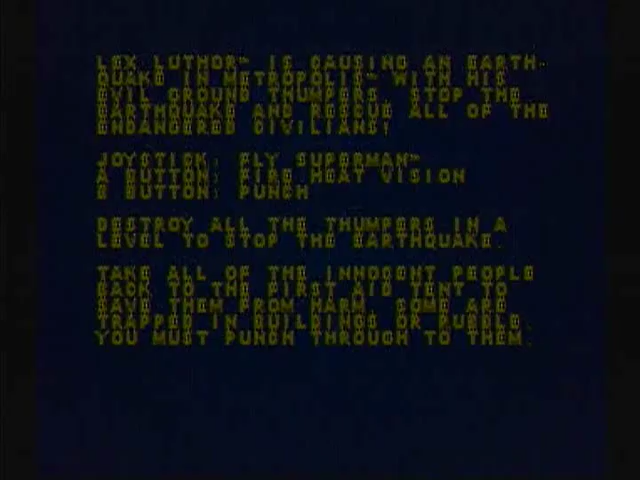 LEX LUTHOR™ IS CAUSING AN EARTH-
QUAKE IN METROPOLIS™ WITH HIS
EVIL GROUND THUMPERS. STOP THE
EARTHQUAKE AND RESCUE ALL OF THE
ENDANGERED CIVILIANS!
JOYSTICK: FLY SUPERMAN™
A BUTTON: FIRE HEAT VISION
B BUTTON: PUNCH
DESTROY ALL THE THUMPERS IN A
LEVEL TO STOP THE EARTHQUAKE.
TAKE ALL OF THE INNOCENT PEOPLE
BACK TO THE FIRST AID TENT TO
SAVE THEM FROM HARM. SOME ARE
TRAPPED IN BUILDINGS OR RUBBLE.
YOU MUST PUNCH THROUGH TO THEM.